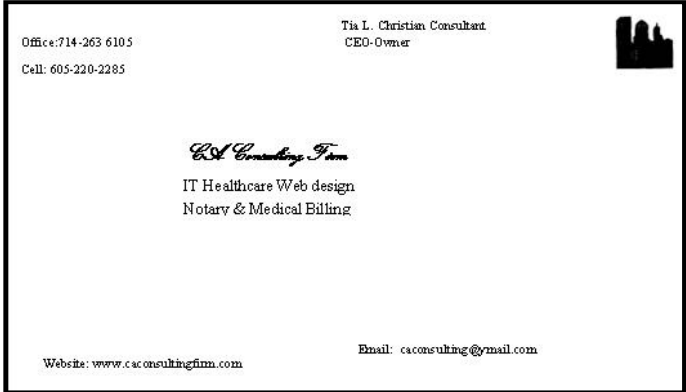 Tia L. Christian Consultant
CEO-Owner
Office:714-263 6105
Cell: 605-220-2285
CA Consulting Firm
IT Healthcare Web design
Notary & Medical Billing
Email: caconsulting@ymail.com
Website: www.caconsultingfirm.com